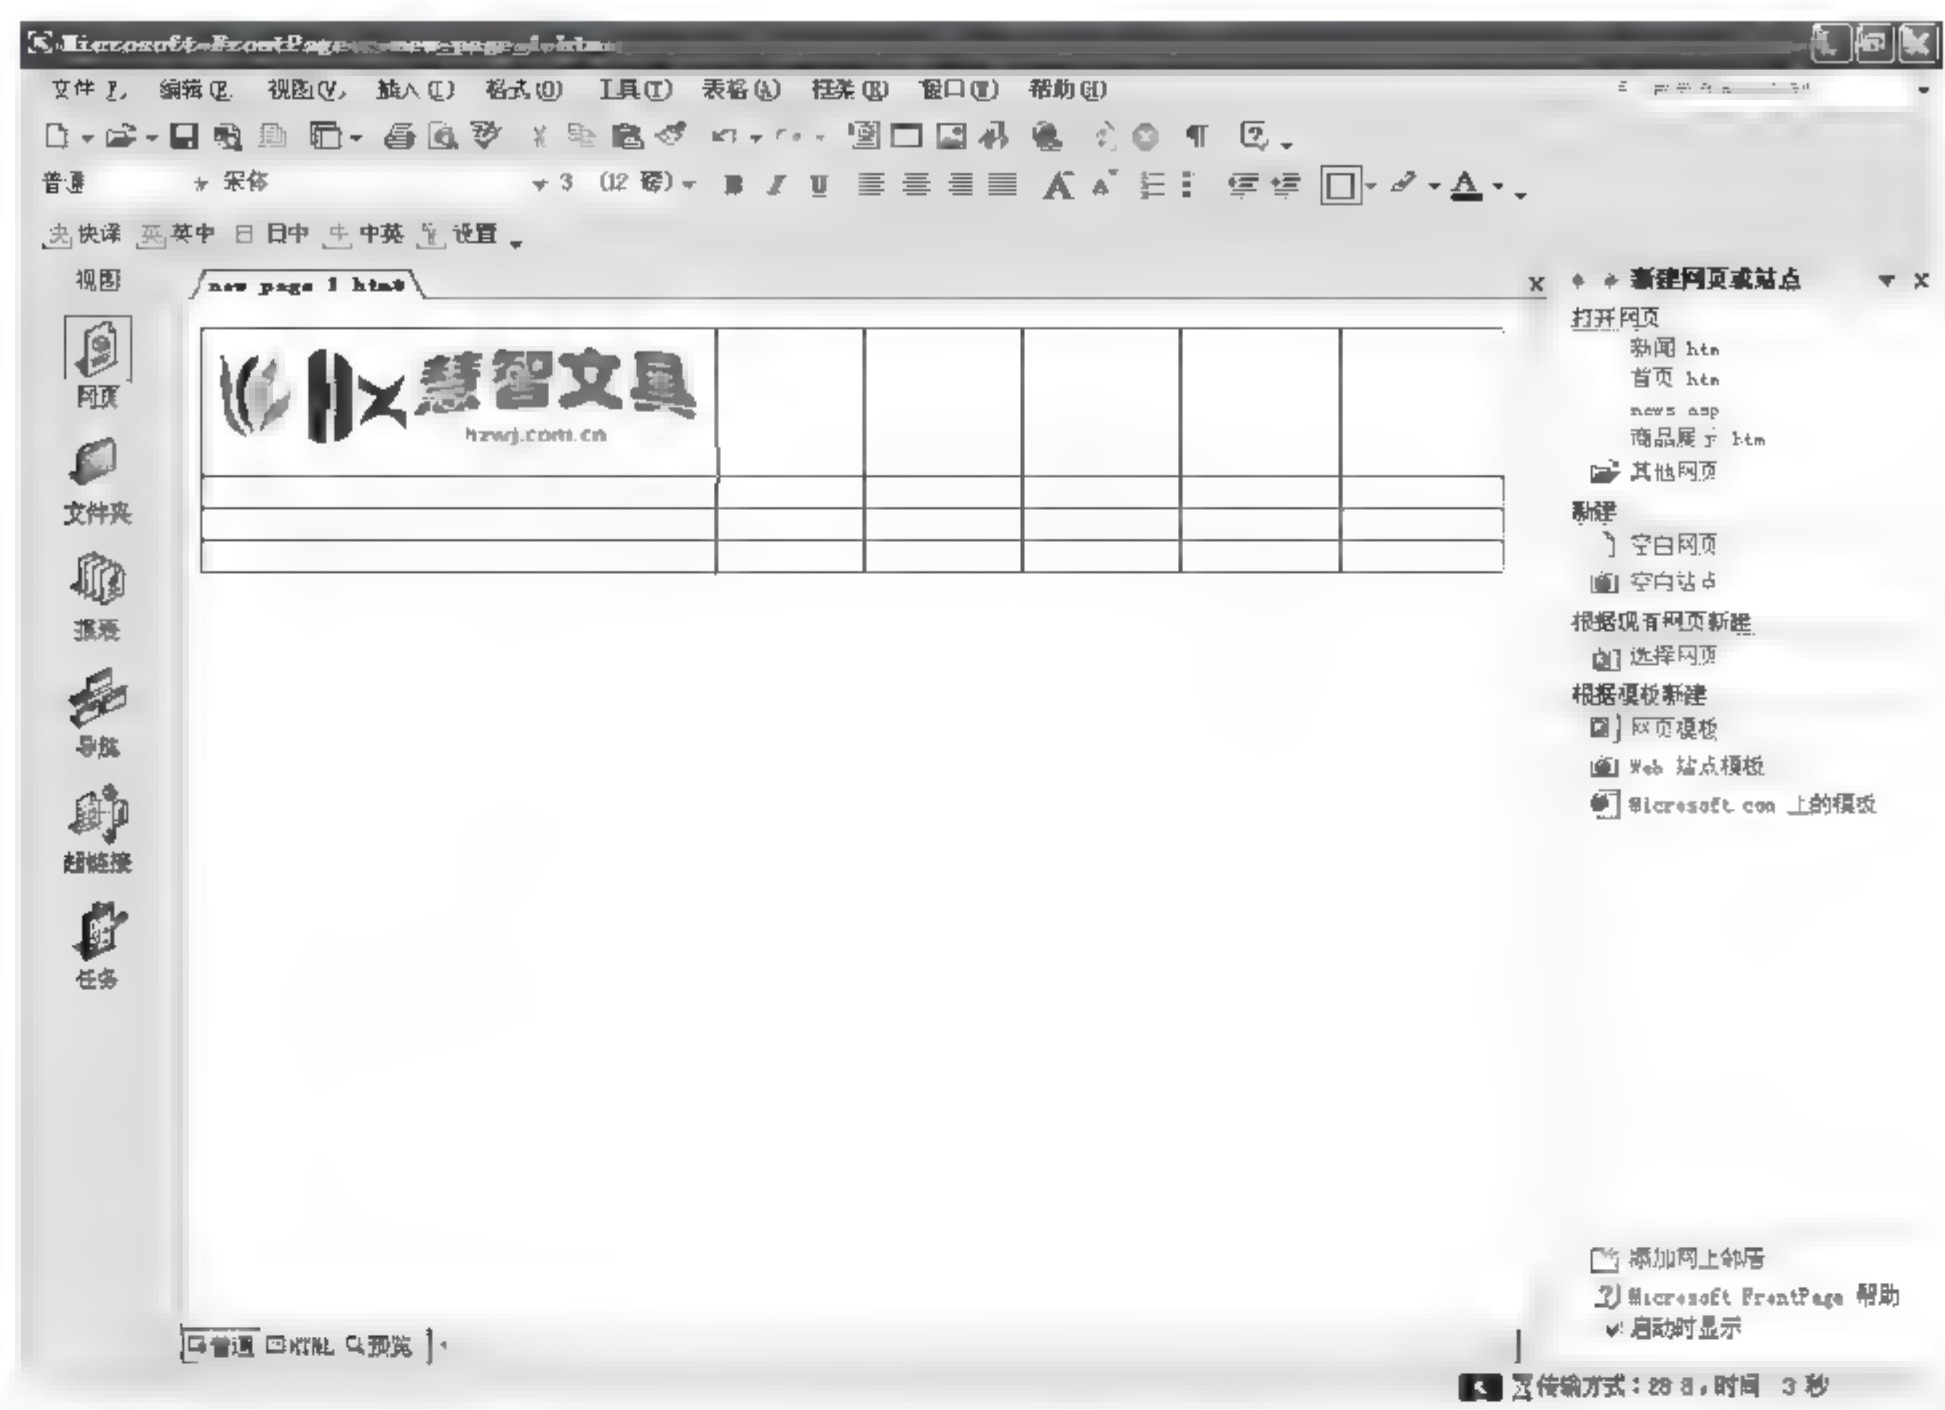 Microsoft FrontPage - new_page_1.htm
文件 编辑(E 视图(V) 插入(I) 格式(O) 工具(T) 表格(A) 框架(R) 窗口(W) 帮助(H)
普通 宋体 3 (12 磅) B I U A A A
快译 英中 日中 中英 设置
视图
new_page_1.htm* x
新建网页或站点 x
网页
文件夹
报表
导航
超链接
任务
慧智文具
hzwj.com.cn
打开网页
新闻.htm
首页.htm
news.asp
商品展示.htm
其他网页
新建
空白网页
空白站点
根据现有网页新建
选择网页
根据模板新建
网页模板
Web 站点模板
Microsoft.com 上的模板
添加网上邻居
Microsoft FrontPage 帮助
启动时显示
普通 HTML 预览
传输方式:28.8,时间 3 秒